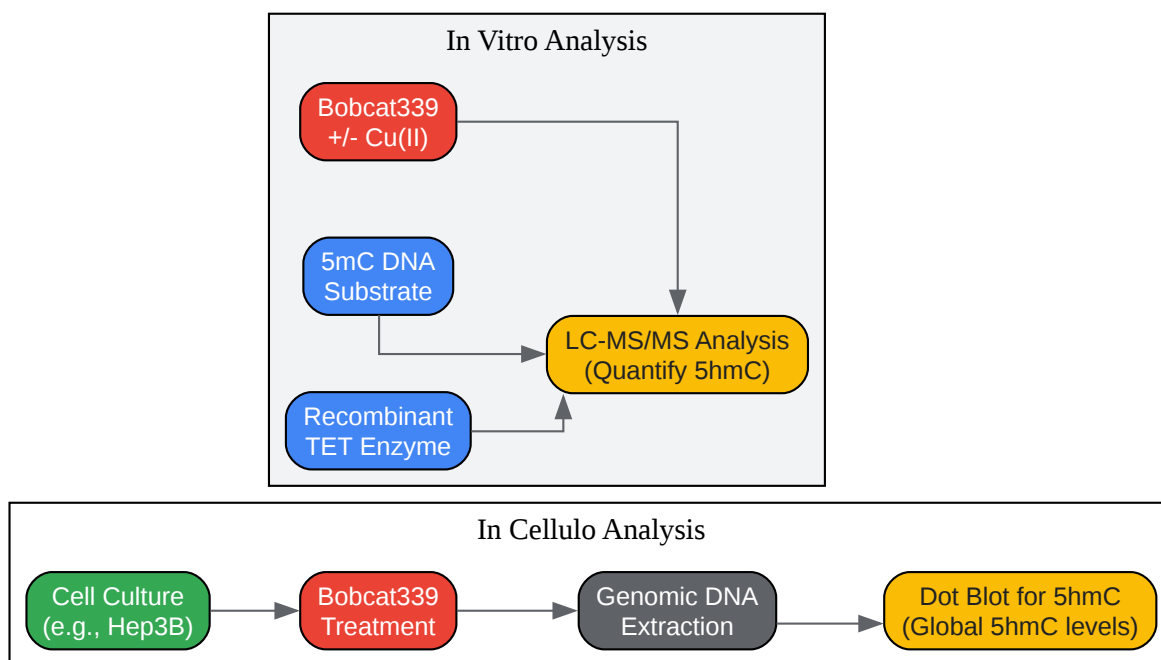 In Vitro Analysis
Bobcat339
+/- Cu(II)
5mC DNA
Substrate
LC-MS/MS Analysis
(Quantify 5hmC)
Recombinant
TET Enzyme
In Cellulo Analysis
Cell Culture
(e.g., Hep3B)
Bobcat339
Treatment
Genomic DNA
Extraction
Dot Blot for 5hmC
(Global 5hmC levels)